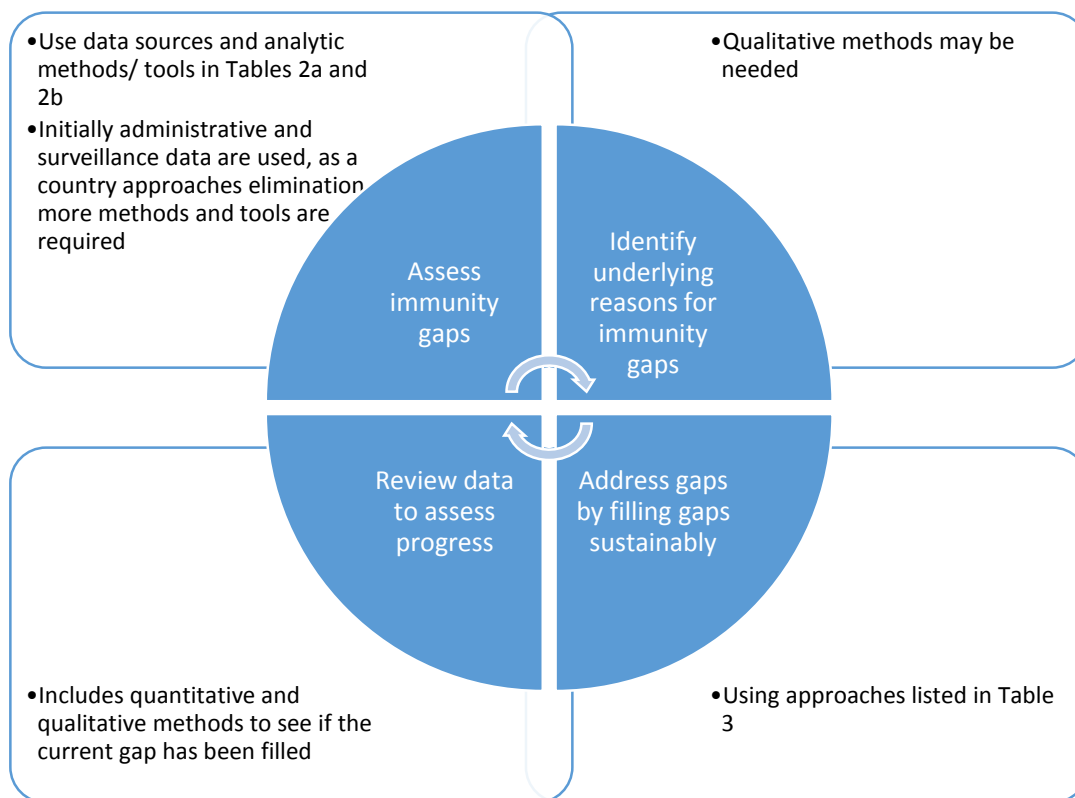 •Use data sources and analytic
methods/ tools in Tables 2a and
2b
•Initially administrative and
surveillance data are used, as a
country approaches elimination
more methods and tools are
required
•Qualitative methods may be
needed
Assess
immunity
gaps
Identify
underlying
reasons for
immunity
gaps
Review data
to assess
progress
Address gaps
by filling gaps
sustainably
•Includes quantitative and
qualitative methods to see if the
current gap has been filled
•Using approaches listed in Table
3